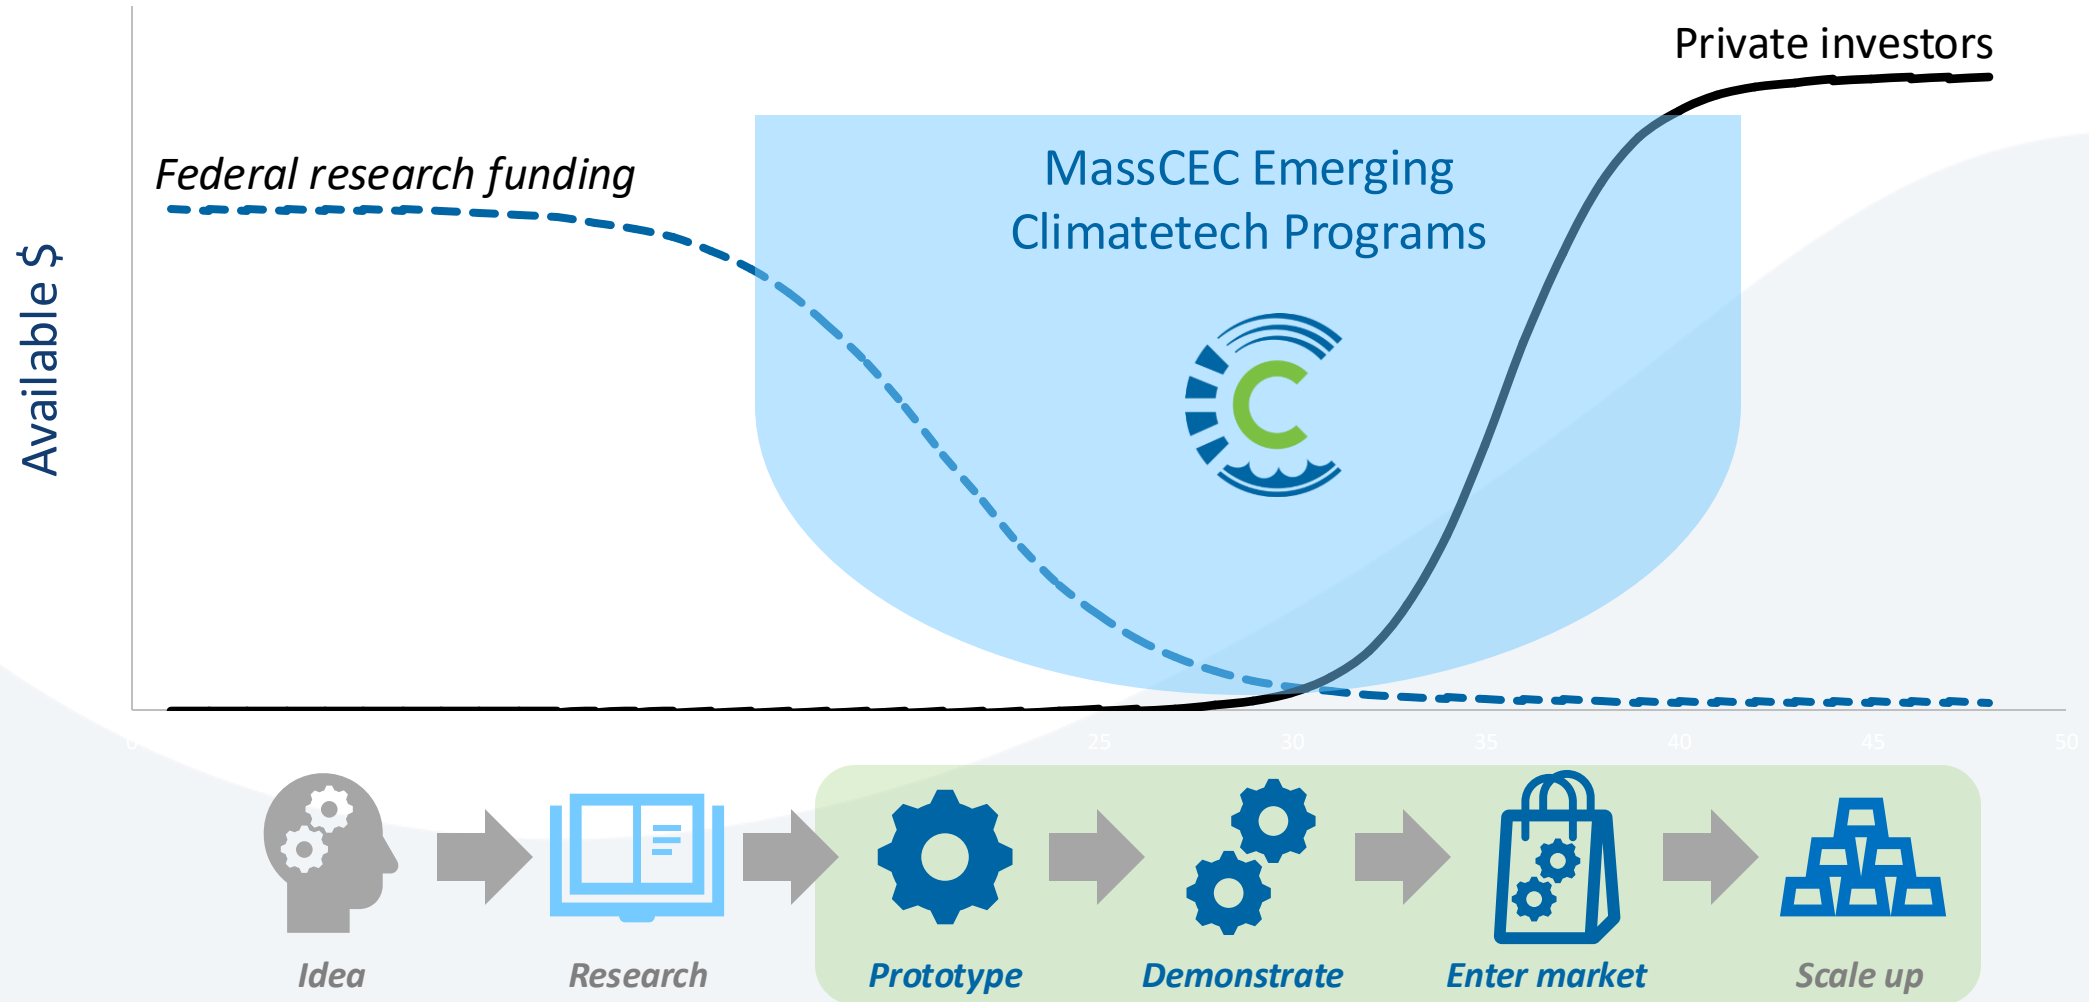 Private investors
Federal research funding
MassCEC Emerging
Climatetech Programs
Available $
0
25
30
35
40
45
50
Idea
Research
Prototype
Demonstrate
Enter market
Scale up